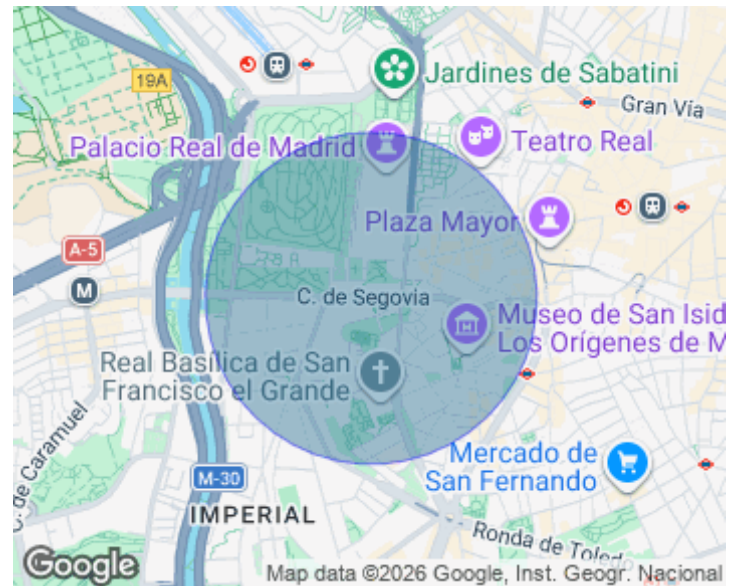 Jardines de Sabatini
19A
Gran Vía
Palacio Real de Madrid
Teatro Real
Plaza Mayor
A-5
M
C. de Segovia
Museo de San Isid
Los Orígenes de M
Real Basílica de San
Francisco el Grande
C. de Caramuel
Mercado de
San Fernando
M-30
IMPERIAL
Ronda de Toledo
Google
Map data ©2026 Google, Inst. Geogr. Nacional